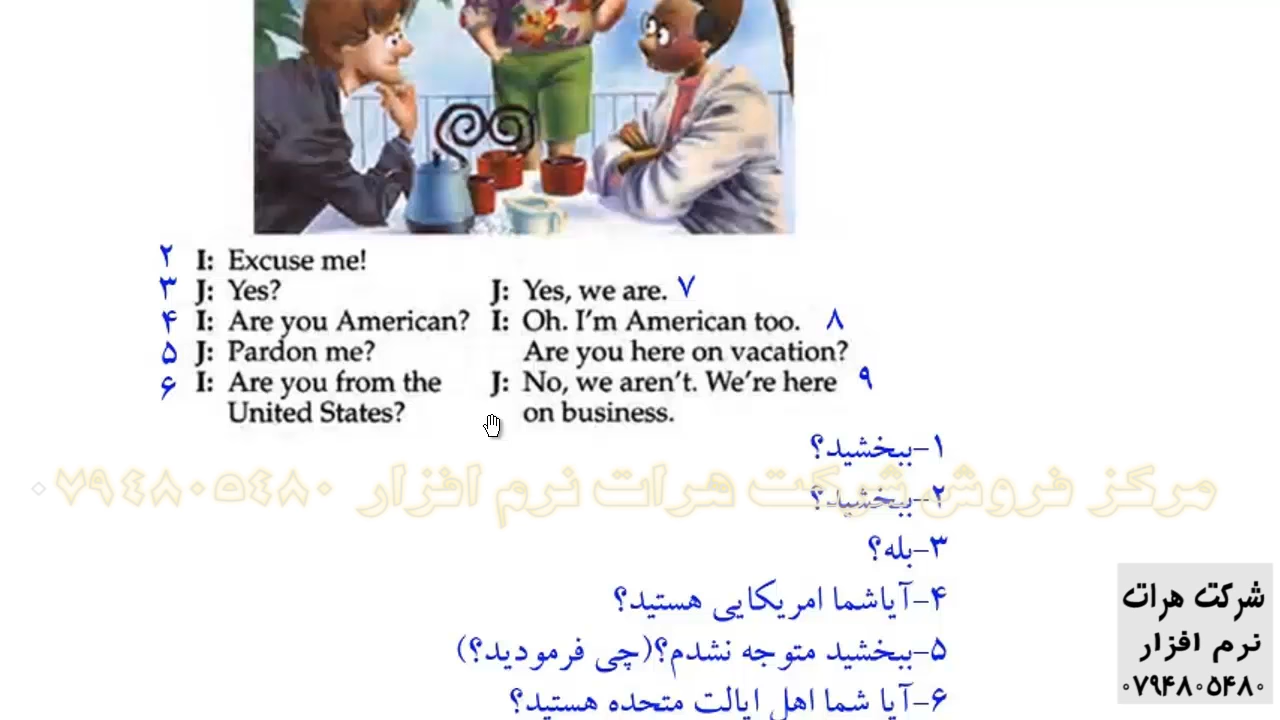 ۲ I: Excuse me!
۳ J: Yes?
۴ I: Are you American?
۵ J: Pardon me?
۶ I: Are you from the
United States?
J: Yes, we are. ۷
I: Oh. I'm American too. ۸
Are you here on vacation?
J: No, we aren't. We're here ۹
on business.
۱-ببخشید؟
مرکز فروش شرکت هرات نرم افزار ۰۷۹۴۸۰۵۴۸۰
۲-ببخشید؟
۳-بله؟
۴-آیاشما امریکایی هستید؟
۵-ببخشید متوجه نشدم؟(چی فرمودید؟)
۶-آیا شما اهل ایالت متحده هستید؟
شرکت هرات
نرم افزار
۰۷۹۴۸۰۵۴۸۰